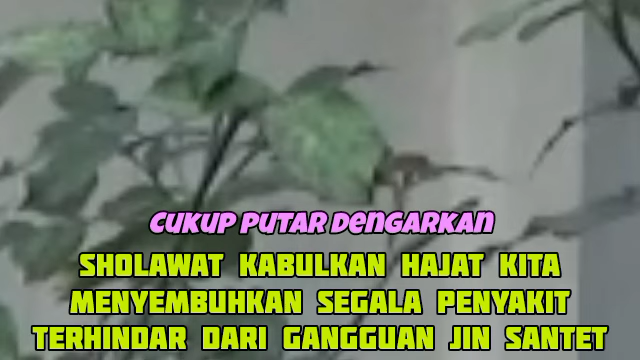 CUKUP PUTAR DENGARKAN
SHOLAWAT KABULKAN HAJAT KITA
MENYEMBUHKAN SEGALA PENYAKIT
TERHINDAR DARI GANGGUAN JIN SANTET